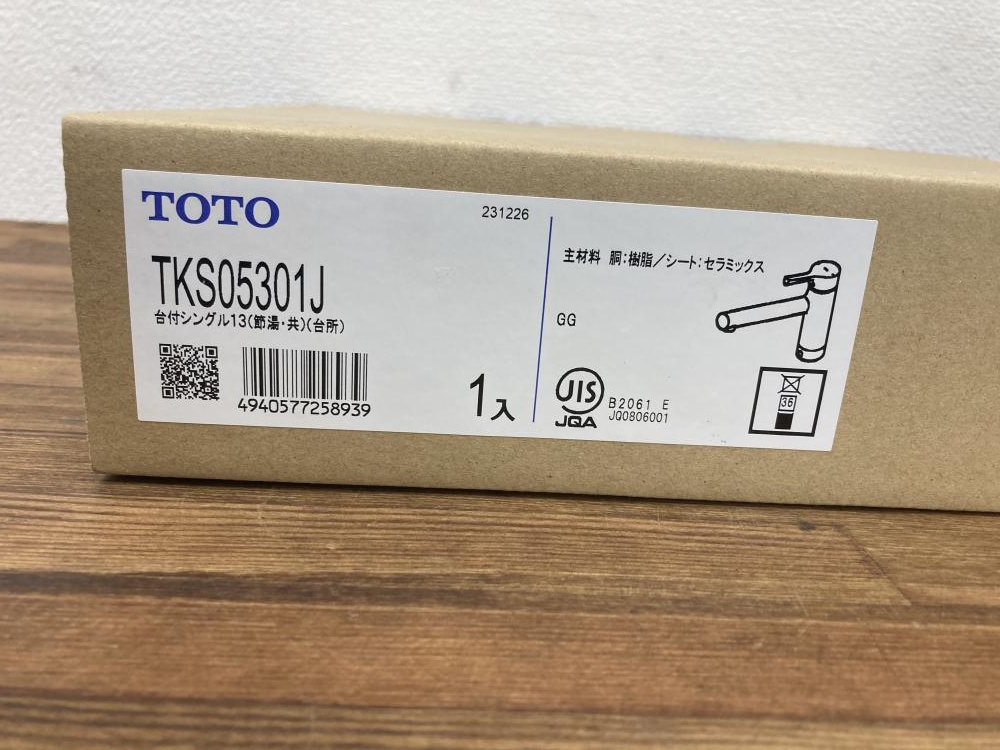 TOTO
231226
TKS05301J
台付シングル13(節湯・共)(台所)
4940577258939
1入
主材料 胴:樹脂/シート:セラミックス
GG
JIS
JQA
B2061 E
JQ0806001
36